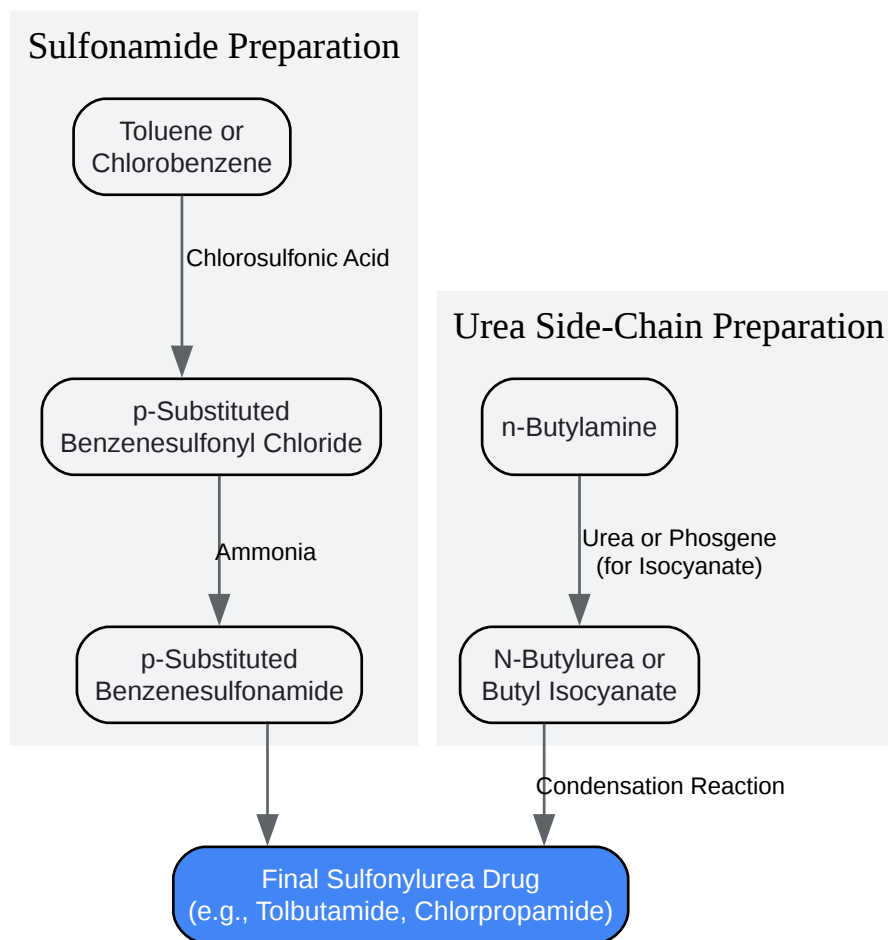 Sulfonamide Preparation
Toluene or
Chlorobenzene
Chlorosulfonic Acid
p-Substituted
Benzenesulfonyl Chloride
Ammonia
p-Substituted
Benzenesulfonamide
Urea Side-Chain Preparation
n-Butylamine
Urea or Phosgene
(for Isocyanate)
N-Butylurea or
Butyl Isocyanate
Condensation Reaction
Final Sulfonylurea Drug
(e.g., Tolbutamide, Chlorpropamide)